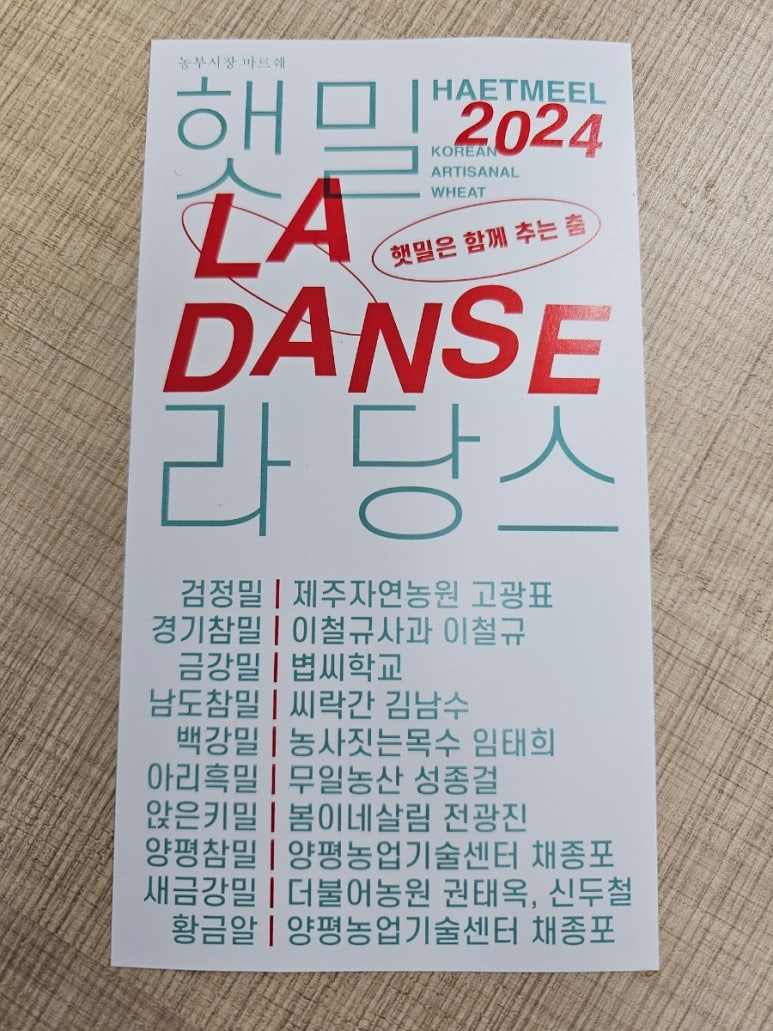 농부시장 마르쉐
햇밀
HAETMEEL
2024
KOREAN
ARTISANAL
WHEAT
LA
햇밀은 함께 추는 춤
DANSE
라당스
검정밀 | 제주자연농원 고광표
경기참밀 | 이철규사과 이철규
금강밀 | 볍씨학교
남도참밀 | 씨락간 김남수
백강밀 | 농사짓는목수 임태희
아리흑밀 | 무일농산 성종걸
앉은키밀 | 봄이네살림 전광진
양평참밀 | 양평농업기술센터 채종포
새금강밀 | 더불어농원 권태옥, 신두철
황금알 | 양평농업기술센터 채종포